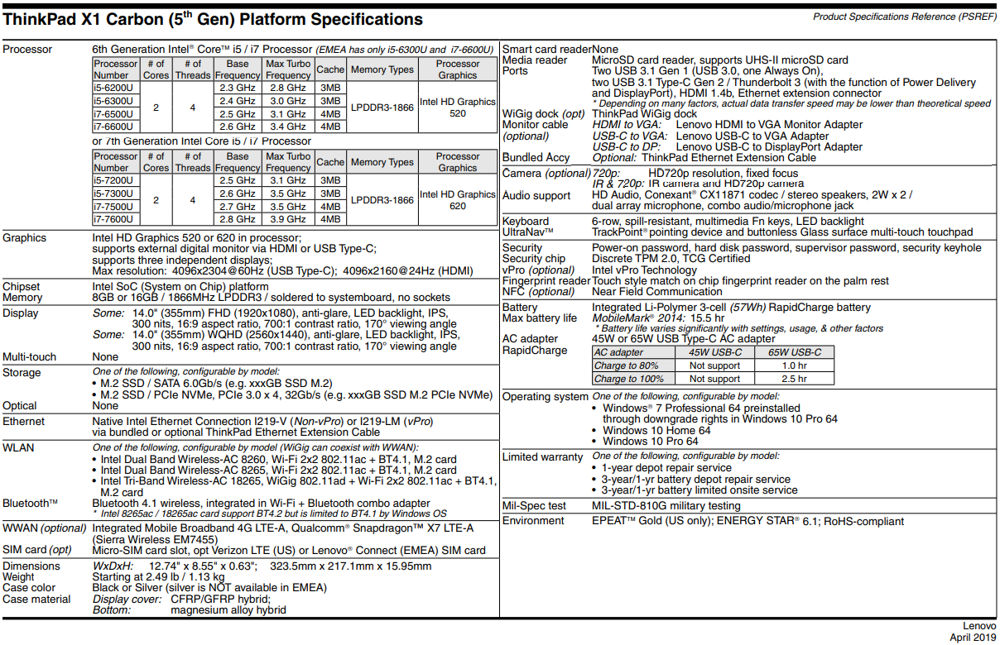 ThinkPad X1 Carbon (5th Gen) Platform Specifications
Product Specifications Reference (PSREF)
Processor
6th Generation Intel® Core™ i5 / i7 Processor (EMEA has only i5-6300U and i7-6600U)
Processor Number | # of Cores | # of Threads | Base Frequency | Max Turbo Frequency | Cache | Memory Types | Processor Graphics
i5-6200U | 2 | 4 | 2.3 GHz | 2.8 GHz | 3MB | LPDDR3-1866 | Intel HD Graphics 520
i5-6300U | 2.4 GHz | 3.0 GHz | 3MB
i7-6500U | 2.5 GHz | 3.1 GHz | 4MB
i7-6600U | 2.6 GHz | 3.4 GHz | 4MB
or 7th Generation Intel Core i5 / i7 Processor
Processor Number | # of Cores | # of Threads | Base Frequency | Max Turbo Frequency | Cache | Memory Types | Processor Graphics
i5-7200U | 2 | 4 | 2.5 GHz | 3.1 GHz | 3MB | LPDDR3-1866 | Intel HD Graphics 620
i5-7300U | 2.6 GHz | 3.5 GHz | 3MB
i7-7500U | 2.7 GHz | 3.5 GHz | 4MB
i7-7600U | 2.8 GHz | 3.9 GHz | 4MB
Graphics
Intel HD Graphics 520 or 620 in processor;
supports external digital monitor via HDMI or USB Type-C;
supports three independent displays;
Max resolution: 4096x2304@60Hz (USB Type-C); 4096x2160@24Hz (HDMI)
Chipset Intel SoC (System on Chip) platform
Memory 8GB or 16GB / 1866MHz LPDDR3 / soldered to systemboard, no sockets
Display Some: 14.0" (355mm) FHD (1920x1080), anti-glare, LED backlight, IPS,
300 nits, 16:9 aspect ratio, 700:1 contrast ratio, 170° viewing angle
Some: 14.0" (355mm) WQHD (2560x1440), anti-glare, LED backlight, IPS,
300 nits, 16:9 aspect ratio, 700:1 contrast ratio, 170° viewing angle
Multi-touch None
Storage One of the following, configurable by model:
• M.2 SSD / SATA 6.0Gb/s (e.g. xxxGB SSD M.2)
• M.2 SSD / PCIe NVMe, PCIe 3.0 x 4, 32Gb/s (e.g. xxxGB SSD M.2 PCIe NVMe)
Optical None
Ethernet Native Intel Ethernet Connection I219-V (Non-vPro) or I219-LM (vPro)
via bundled or optional ThinkPad Ethernet Extension Cable
WLAN One of the following, configurable by model (WiGig can coexist with WWAN):
• Intel Dual Band Wireless-AC 8260, Wi-Fi 2x2 802.11ac + BT4.1, M.2 card
• Intel Dual Band Wireless-AC 8265, Wi-Fi 2x2 802.11ac + BT4.1, M.2 card
• Intel Tri-Band Wireless-AC 18265, WiGig 802.11ad + Wi-Fi 2x2 802.11ac + BT4.1,
M.2 card
Bluetooth™ Bluetooth 4.1 wireless, integrated in Wi-Fi + Bluetooth combo adapter
* Intel 8265ac / 18265ac card support BT4.2 but is limited to BT4.1 by Windows OS
WWAN (optional) Integrated Mobile Broadband 4G LTE-A, Qualcomm® Snapdragon™ X7 LTE-A
(Sierra Wireless EM7455)
SIM card (opt) Micro-SIM card slot, opt Verizon LTE (US) or Lenovo® Connect (EMEA) SIM card
Dimensions WxDxH: 12.74" x 8.55" x 0.63"; 323.5mm x 217.1mm x 15.95mm
Weight Starting at 2.49 lb / 1.13 kg
Case color Black or Silver (silver is NOT available in EMEA)
Case material Display cover: CFRP/GFRP hybrid;
Bottom: magnesium alloy hybrid
Smart card reader None
Media reader MicroSD card reader, supports UHS-II microSD card
Ports Two USB 3.1 Gen 1 (USB 3.0, one Always On),
two USB 3.1 Type-C Gen 2 / Thunderbolt 3 (with the function of Power Delivery
and DisplayPort), HDMI 1.4b, Ethernet extension connector
* Depending on many factors, actual data transfer speed may be lower than theoretical speed
WiGig dock (opt) ThinkPad WiGig dock
Monitor cable HDMI to VGA: Lenovo HDMI to VGA Monitor Adapter
(optional) USB-C to VGA: Lenovo USB-C to VGA Adapter
USB-C to DP: Lenovo USB-C to DisplayPort Adapter
Bundled Accy Optional: ThinkPad Ethernet Extension Cable
Camera (optional) 720p: HD720p resolution, fixed focus
IR & 720p: IR camera and HD720p camera
Audio support HD Audio, Conexant® CX11871 codec / stereo speakers, 2W x 2 /
dual array microphone, combo audio/microphone jack
Keyboard 6-row, spill-resistant, multimedia Fn keys, LED backlight
UltraNav™ TrackPoint® pointing device and buttonless Glass surface multi-touch touchpad
Security Power-on password, hard disk password, supervisor password, security keyhole
Security chip Discrete TPM 2.0, TCG Certified
vPro (optional) Intel vPro Technology
Fingerprint reader Touch style match on chip fingerprint reader on the palm rest
NFC (optional) Near Field Communication
Battery Integrated Li-Polymer 3-cell (57Wh) RapidCharge battery
Max battery life MobileMark® 2014: 15.5 hr
* Battery life varies significantly with settings, usage, & other factors
AC adapter 45W or 65W USB Type-C AC adapter
RapidCharge AC adapter | 45W USB-C | 65W USB-C
Charge to 80% | Not support | 1.0 hr
Charge to 100% | Not support | 2.5 hr
Operating system One of the following, configurable by model:
• Windows® 7 Professional 64 preinstalled
through downgrade rights in Windows 10 Pro 64
• Windows 10 Home 64
• Windows 10 Pro 64
Limited warranty One of the following, configurable by model:
• 1-year depot repair service
• 3-year/1-yr battery depot repair service
• 3-year/1-yr battery limited onsite service
Mil-Spec test MIL-STD-810G military testing
Environment EPEAT™ Gold (US only); ENERGY STAR® 6.1; RoHS-compliant
Lenovo
April 2019